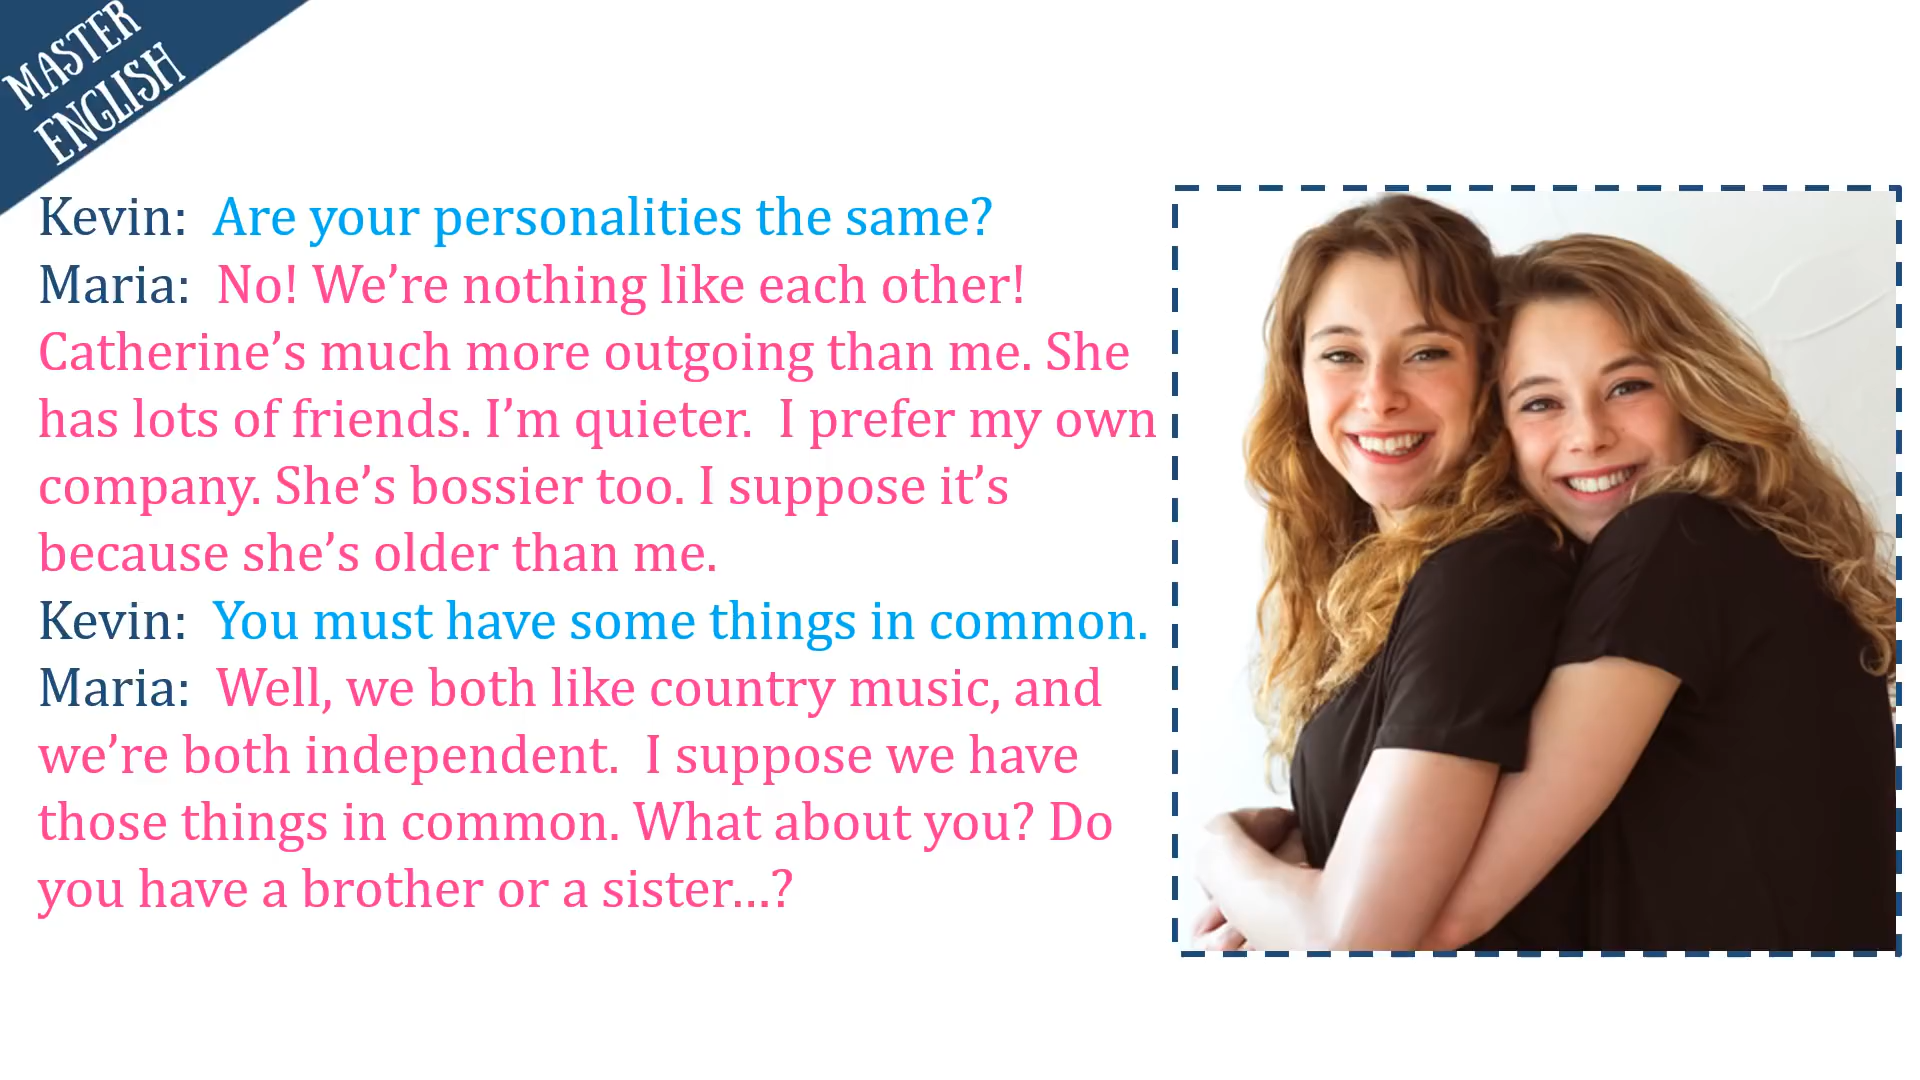 MASTER
ENGLISH
Kevin: Are your personalities the same?
Maria: No! We’re nothing like each other!
Catherine’s much more outgoing than me. She
has lots of friends. I’m quieter. I prefer my own
company. She’s bossier too. I suppose it’s
because she’s older than me.
Kevin: You must have some things in common.
Maria: Well, we both like country music, and
we’re both independent. I suppose we have
those things in common. What about you? Do
you have a brother or a sister...?